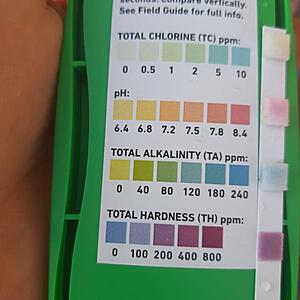 seconds. Compare vertically.
See Field Guide for full info.
TOTAL CHLORINE (TC) ppm:
0 0.5 1 2 5 10
pH:
6.4 6.8 7.2 7.5 7.8 8.4
TOTAL ALKALINITY (TA) ppm:
0 40 80 120 180 240
TOTAL HARDNESS (TH) ppm:
0 100 200 400 800